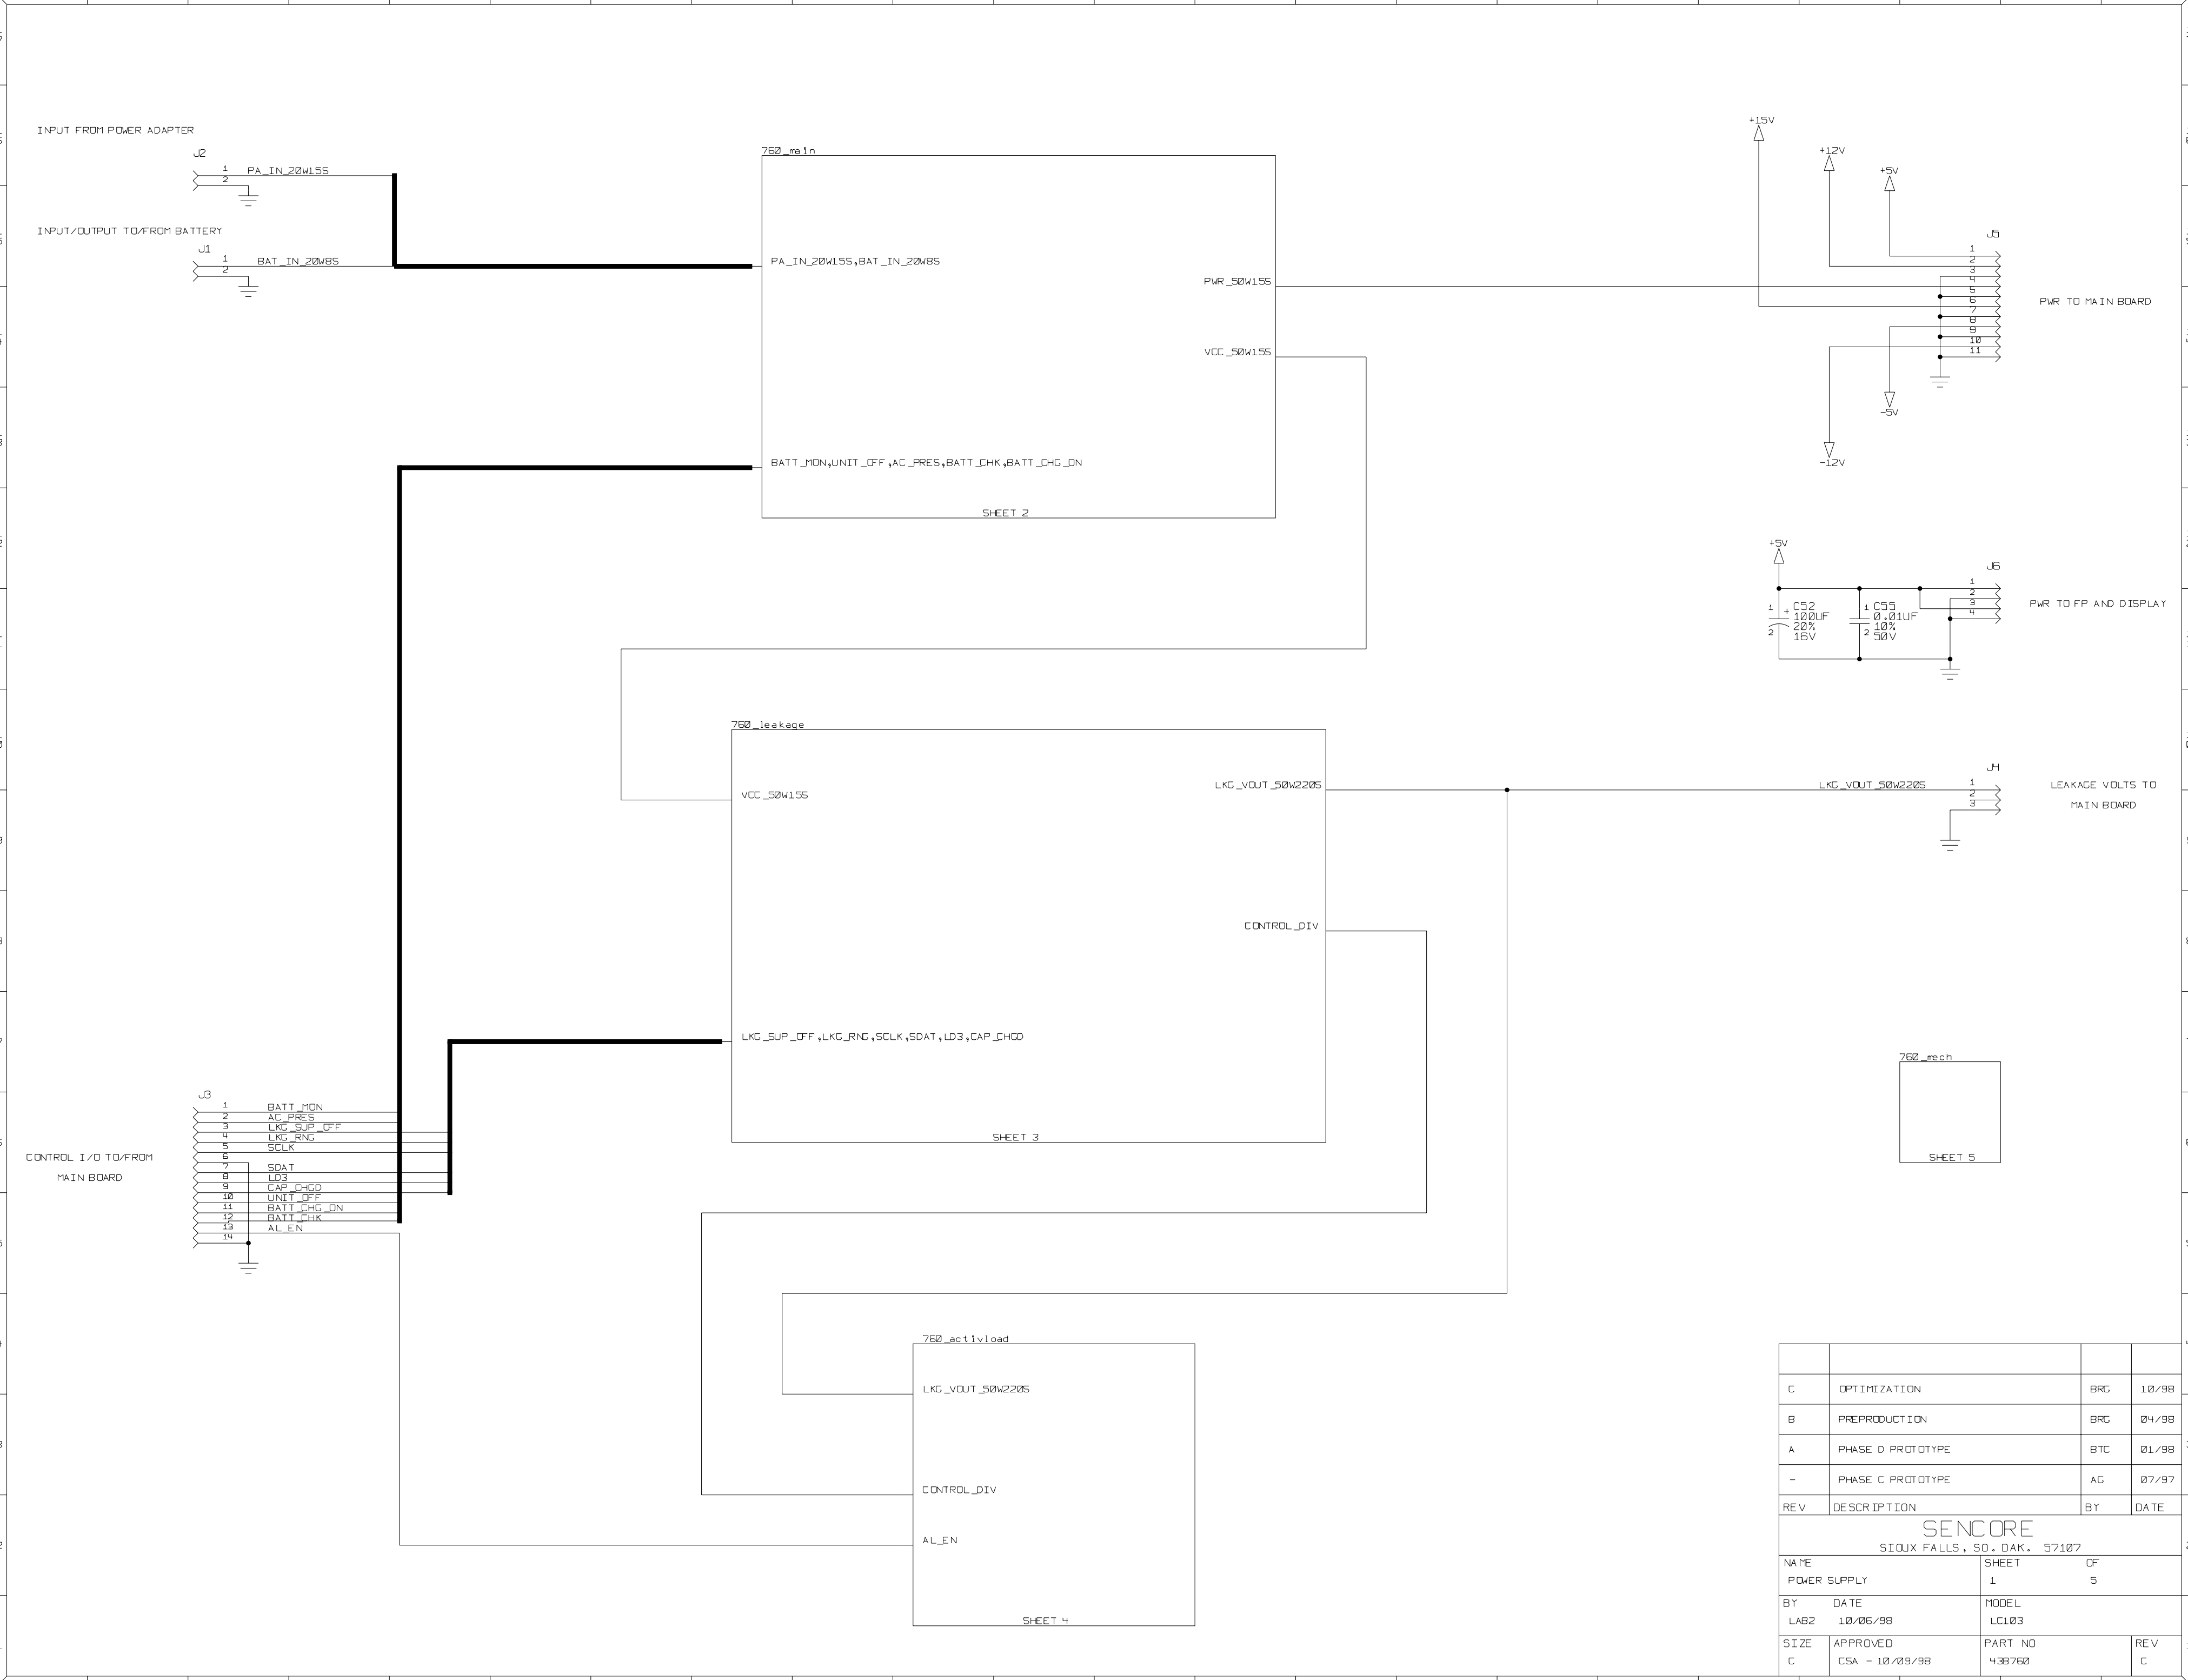 INPUT FROM POWER ADAPTER
J2
1 PA_IN_20W15S
2
INPUT/OUTPUT TO/FROM BATTERY
J1
1 BAT_IN_20W8S
2
760_main
PA_IN_20W15S,BAT_IN_20W8S
PWR_50W15S
VCC_50W15S
BATT_MON,UNIT_OFF,AC_PRES,BATT_CHK,BATT_CHG_ON
SHEET 2
+15V
+12V
+5V
J5
1
2
3
4
5
6
7
8
9
10
11
PWR TO MAIN BOARD
-5V
-12V
+5V
J6
1
2
3
4
PWR TO FP AND DISPLAY
1 + C52
100UF
20%
2 16V
1 C55
0.01UF
10%
2 50V
760_leakage
VCC_50W15S
LKG_VOUT_50W220S
CONTROL_DIV
LKG_SUP_OFF,LKG_RNG,SCLK,SDAT,LD3,CAP_CHGD
SHEET 3
LKG_VOUT_50W220S
J4
1
2
3
LEAKAGE VOLTS TO
MAIN BOARD
760_mech
SHEET 5
J3
1 BATT_MON
2 AC_PRES
3 LKG_SUP_OFF
4 LKG_RNG
5 SCLK
6
7 SDAT
8 LD3
9 CAP_CHGD
10 UNIT_OFF
11 BATT_CHG_ON
12 BATT_CHK
13 AL_EN
14
CONTROL I/O TO/FROM
MAIN BOARD
760_activload
LKG_VOUT_50W220S
CONTROL_DIV
AL_EN
SHEET 4
C OPTIMIZATION BRG 10/98
B PREPRODUCTION BRG 04/98
A PHASE D PROTOTYPE BTC 01/98
- PHASE C PROTOTYPE AG 07/97
REV DESCRIPTION BY DATE
SENCORE
SIOUX FALLS, SO. DAK. 57107
NAME SHEET OF
POWER SUPPLY 1 5
BY DATE MODEL
LAB2 10/06/98 LC103
SIZE APPROVED PART NO REV
C CSA - 10/09/98 438760 C